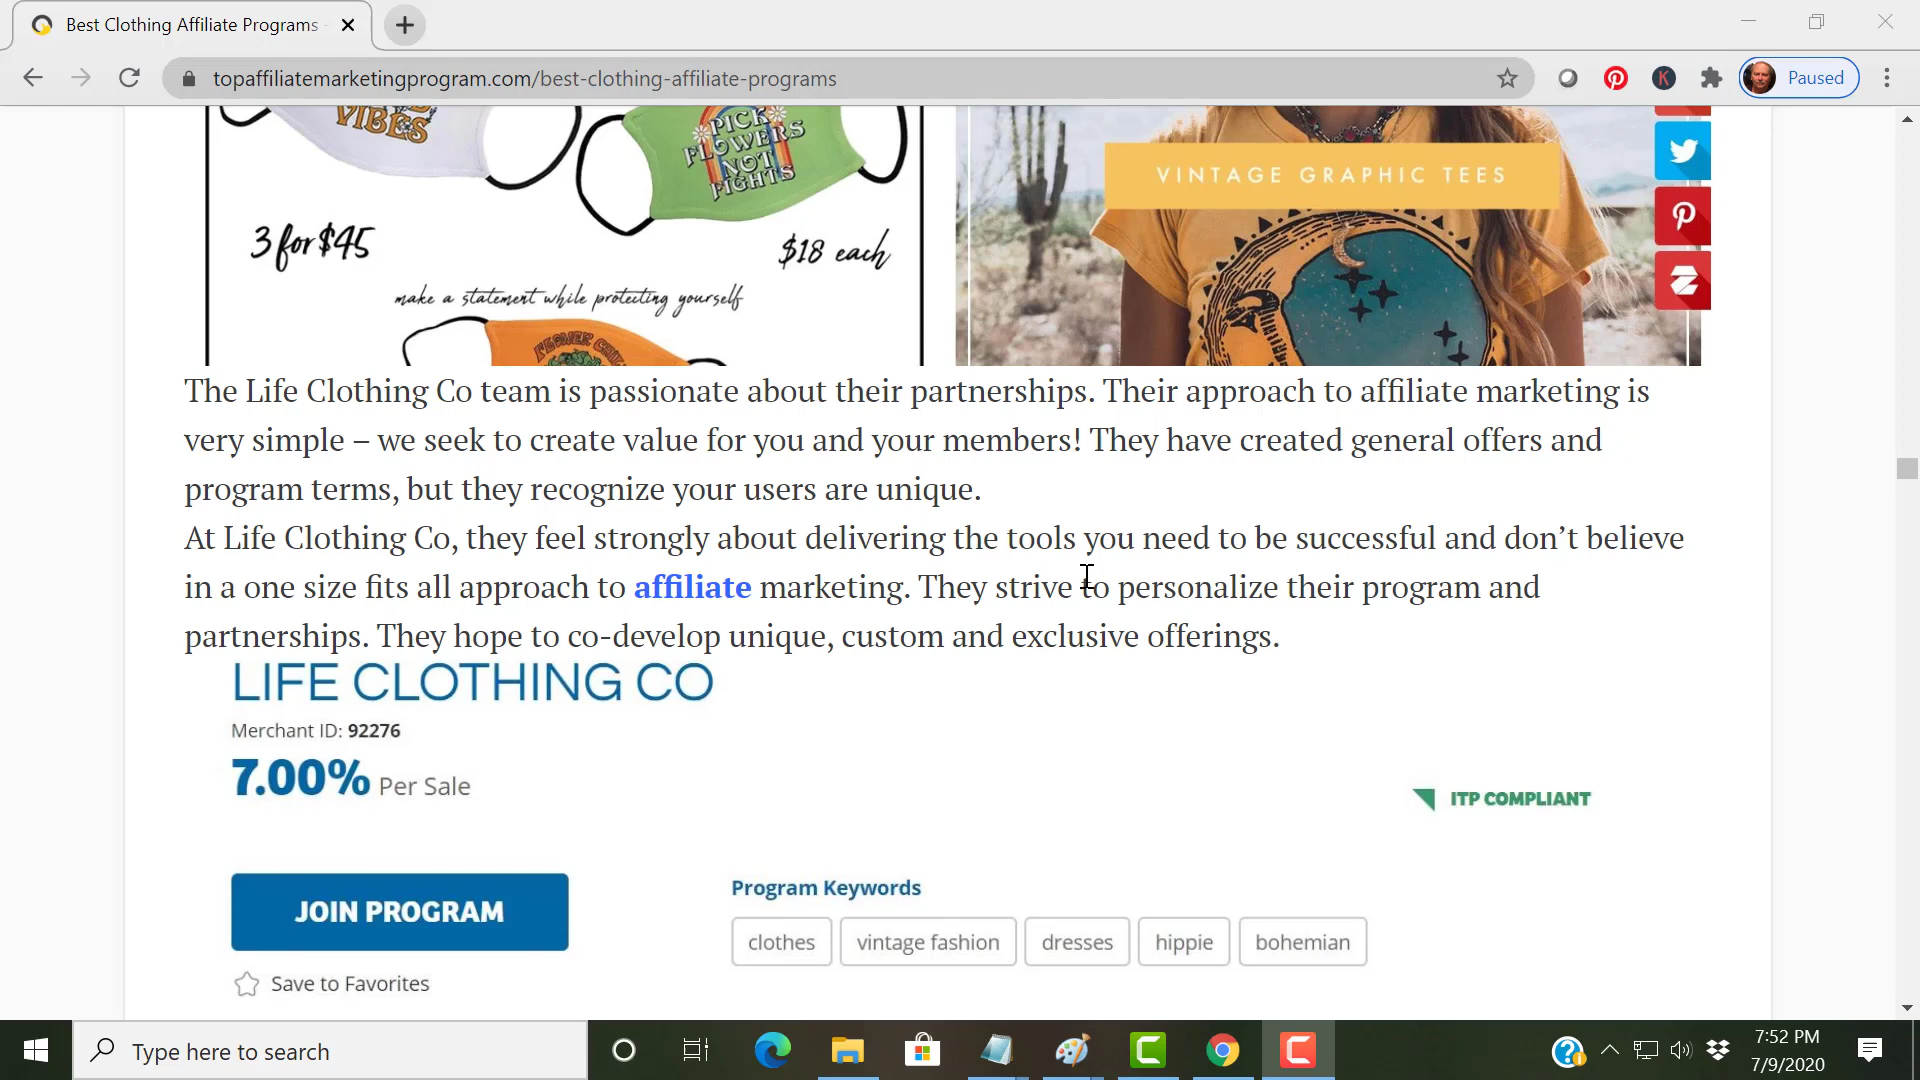 Best Clothing Affiliate Programs -
topaffiliatemarketingprogram.com/best-clothing-affiliate-programs
K
Paused
VIBES
PICK
FLOWERS
NOT
FIGHTS
VINTAGE GRAPHIC TEES
3 for $45
$18 each
make a statement while protecting yourself
FLOWER
The Life Clothing Co team is passionate about their partnerships. Their approach to affiliate marketing is
very simple – we seek to create value for you and your members! They have created general offers and
program terms, but they recognize your users are unique.
At Life Clothing Co, they feel strongly about delivering the tools you need to be successful and don’t believe
in a one size fits all approach to affiliate marketing. They strive to personalize their program and
partnerships. They hope to co-develop unique, custom and exclusive offerings.
LIFE CLOTHING CO
Merchant ID: 92276
7.00% Per Sale
ITP COMPLIANT
JOIN PROGRAM
Program Keywords
clothes vintage fashion dresses hippie bohemian
Save to Favorites
Type here to search
7:52 PM
7/9/2020